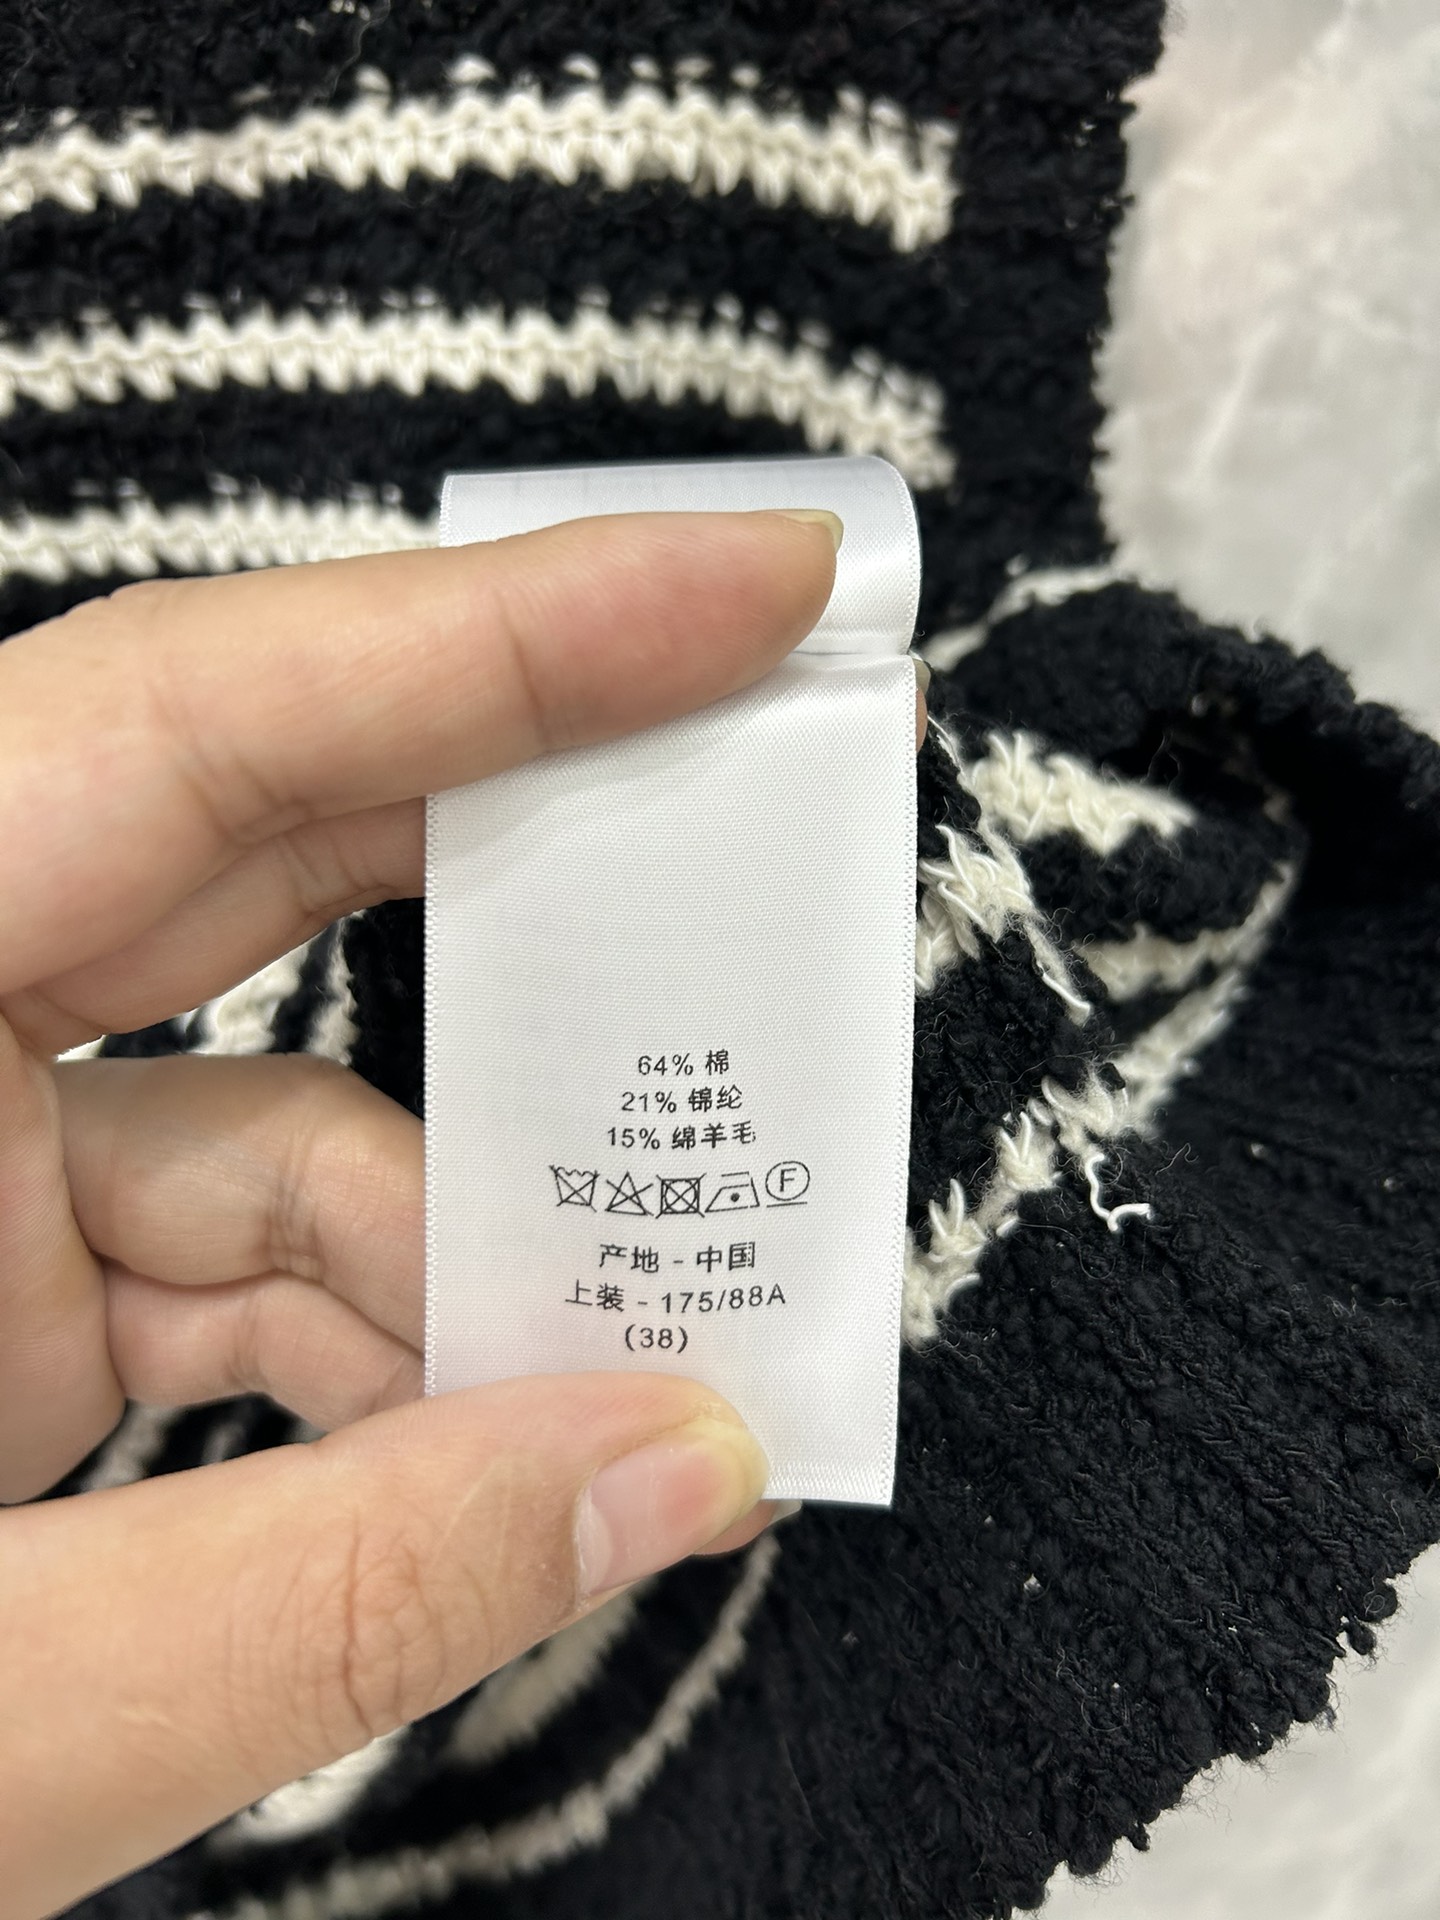 64% 棉
21% 锦纶
15% 绵羊毛
F
产地 - 中国
上装 - 175/88A
(38)